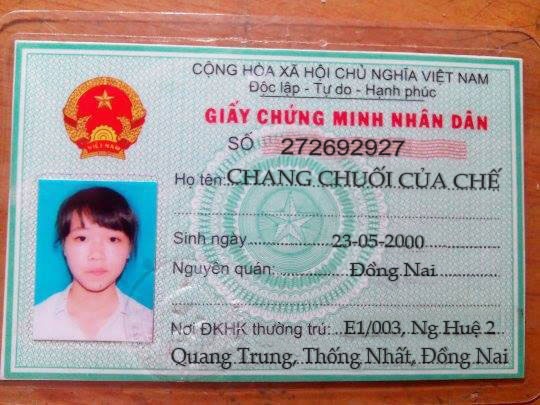 CỘNG HÒA XÃ HỘI CHỦ NGHĨA VIỆT NAM
Độc lập - Tự do - Hạnh phúc
GIẤY CHỨNG MINH NHÂN DÂN
SỐ 272692927
VIỆT NAM
Họ tên: CHANG CHUỐI CỦA CHẾ
Sinh ngày 23-05-2000
Nguyên quán: Đồng Nai
Nơi ĐKHK thường trú: E1/003, Ng Huệ 2
Quang Trung, Thống Nhất, Đồng Nai